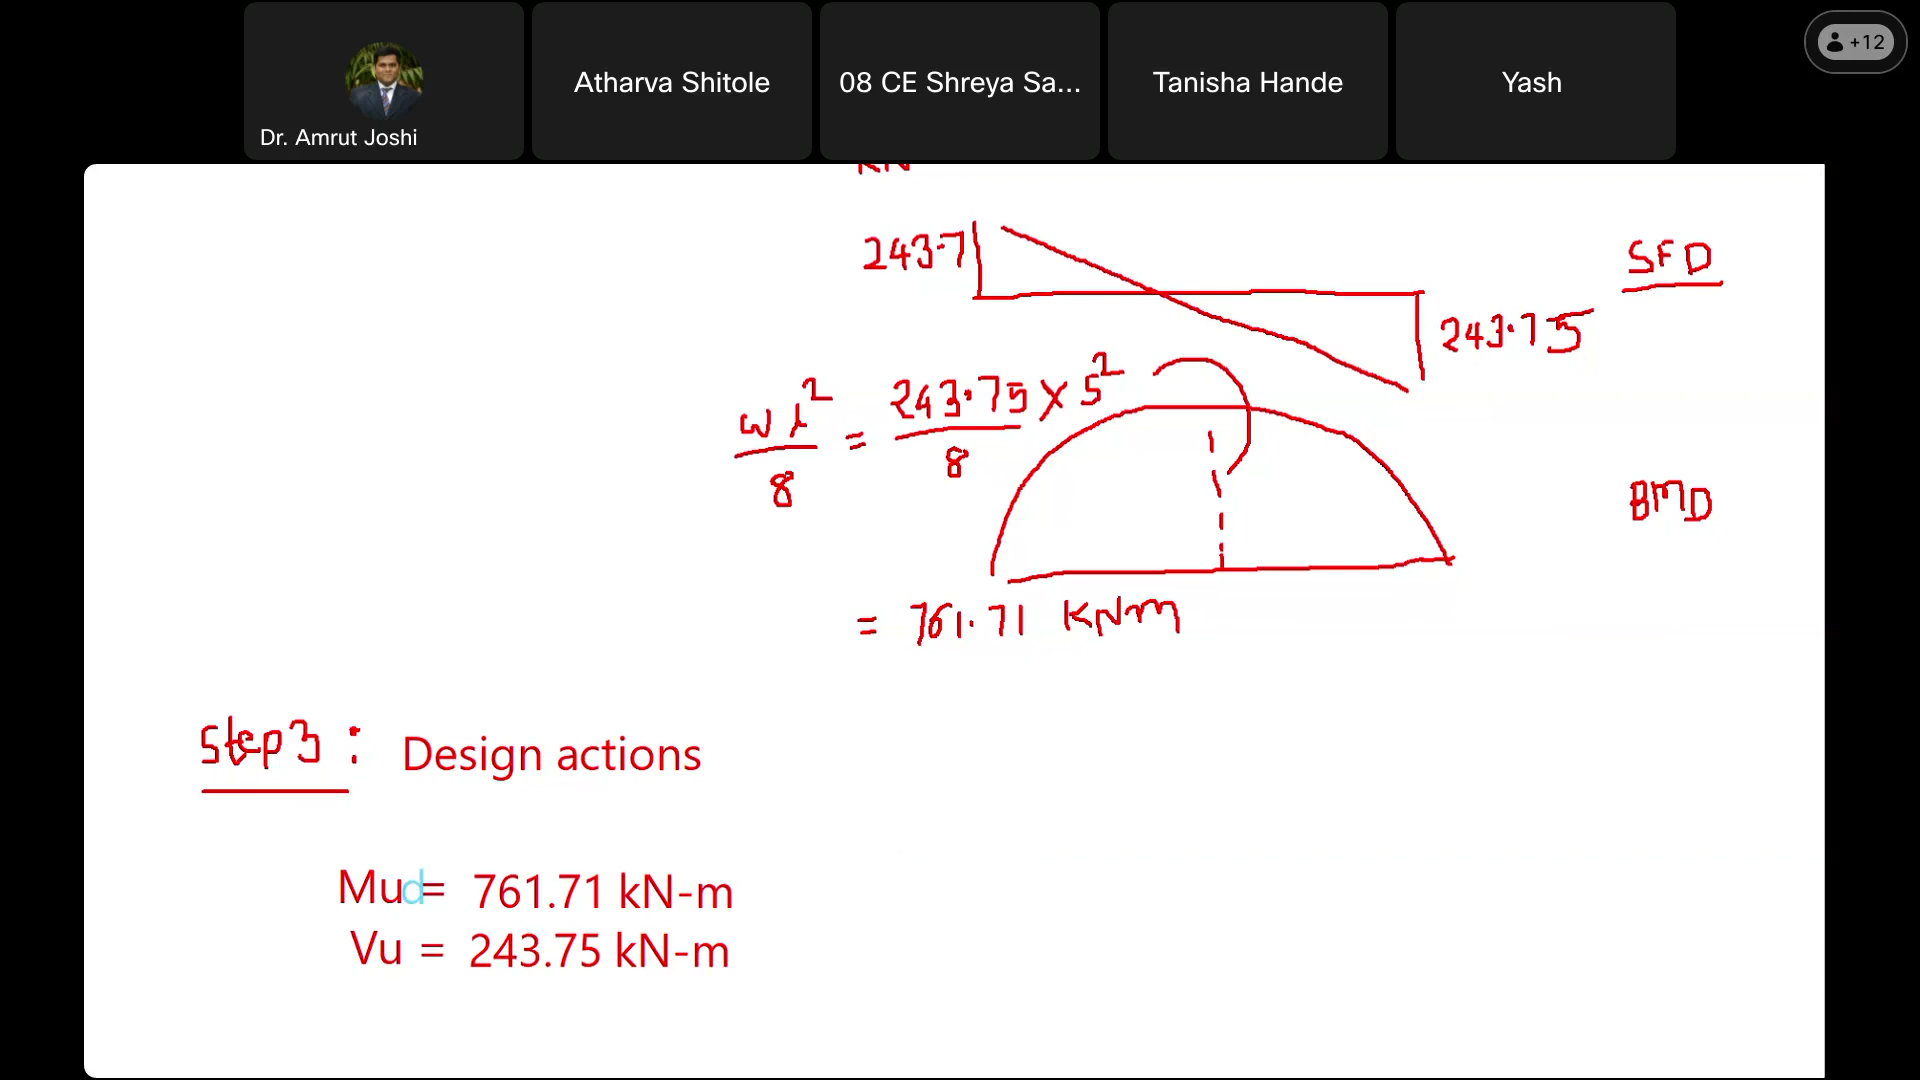 +12
Atharva Shitole
08 CE Shreya Sa...
Tanisha Hande
Yash
Dr. Amrut Joshi
KN
243.7
SFD
243.75
wl²/8 = 243.75 x 5²/8
BMD
= 761.71 KNm
Step 3 : Design actions
Mud= 761.71 kN-m
Vu = 243.75 kN-m